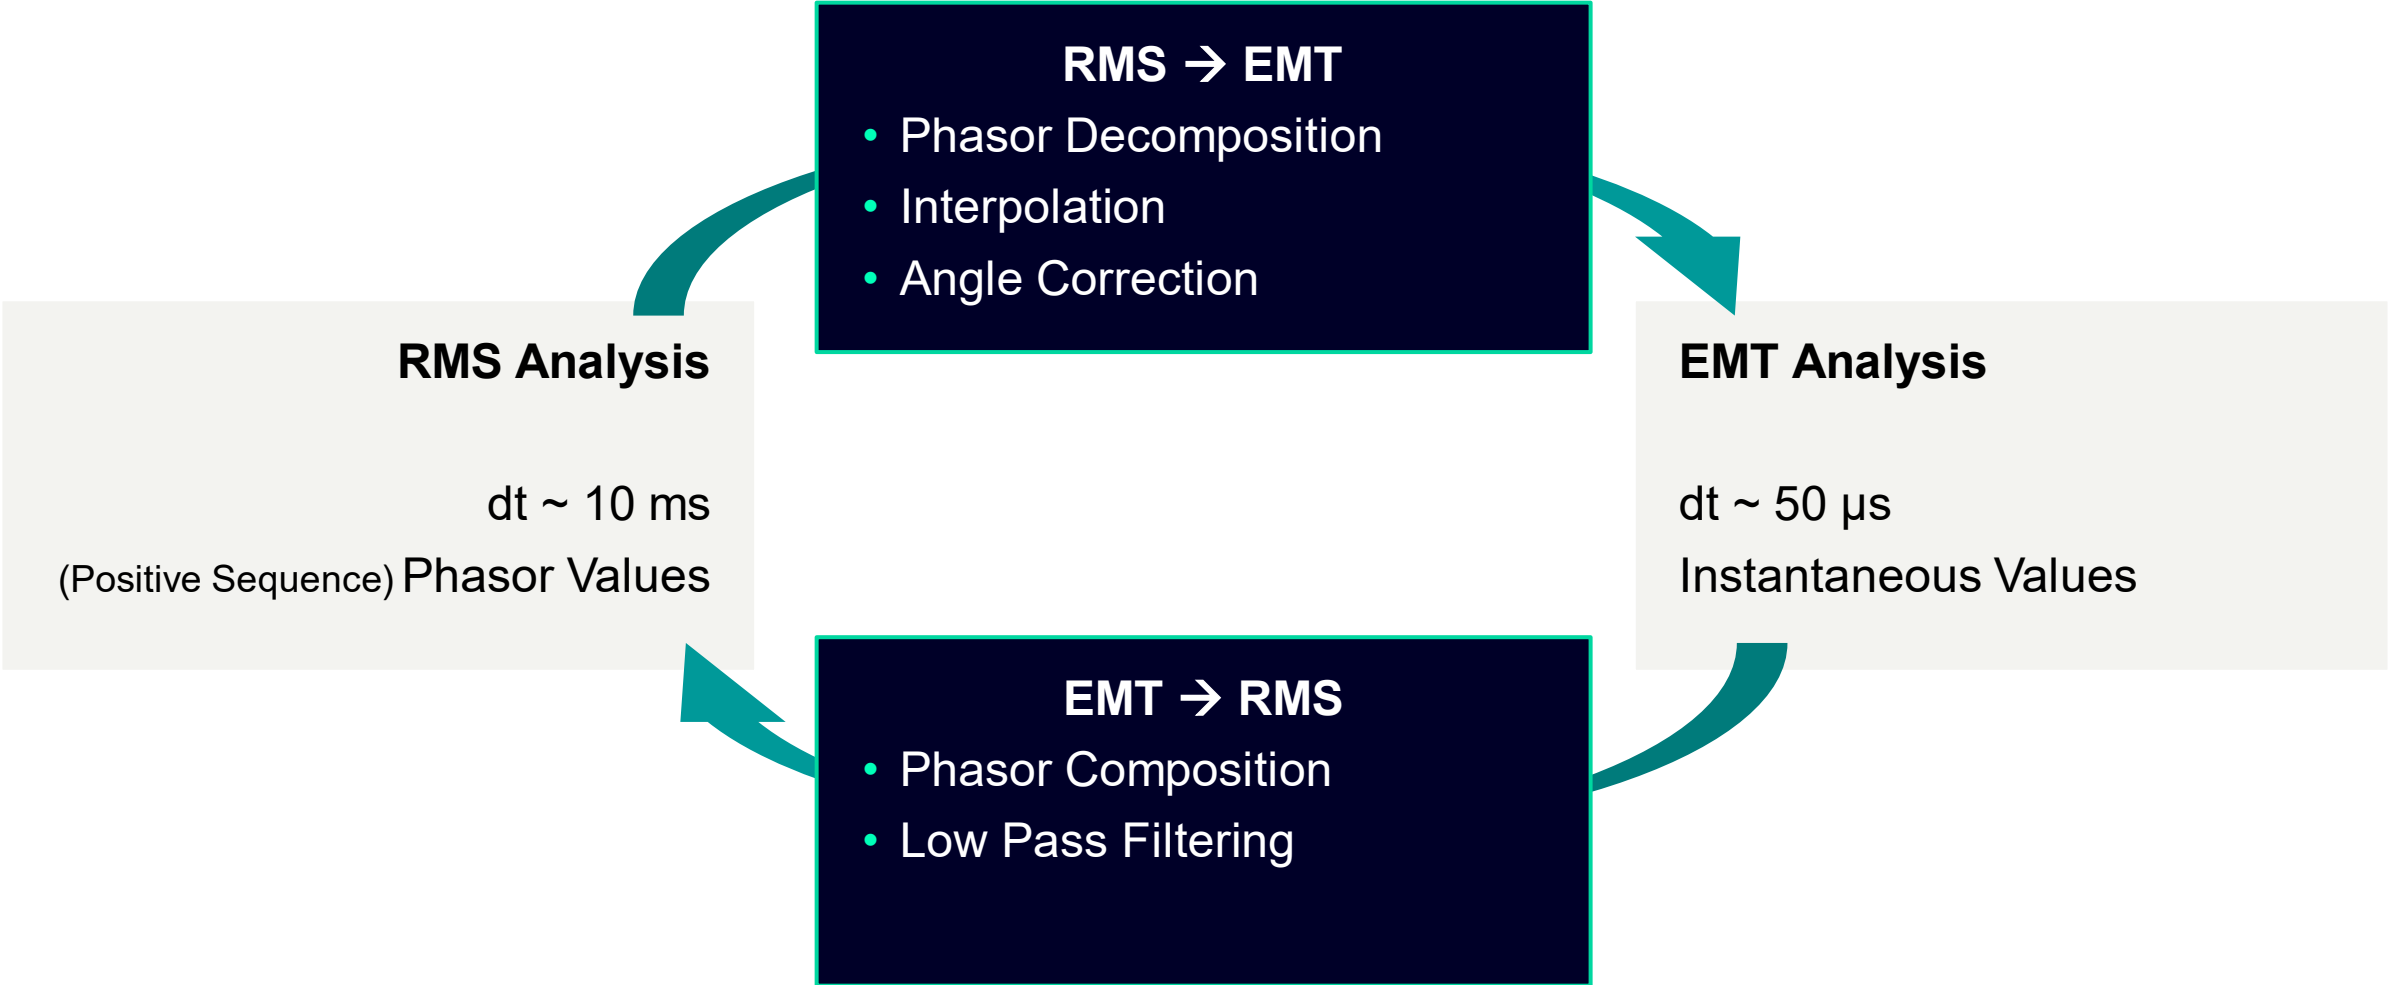 RMS → EMT
• Phasor Decomposition
• Interpolation
• Angle Correction
RMS Analysis
dt ~ 10 ms
(Positive Sequence) Phasor Values
EMT Analysis
dt ~ 50 µs
Instantaneous Values
EMT → RMS
• Phasor Composition
• Low Pass Filtering